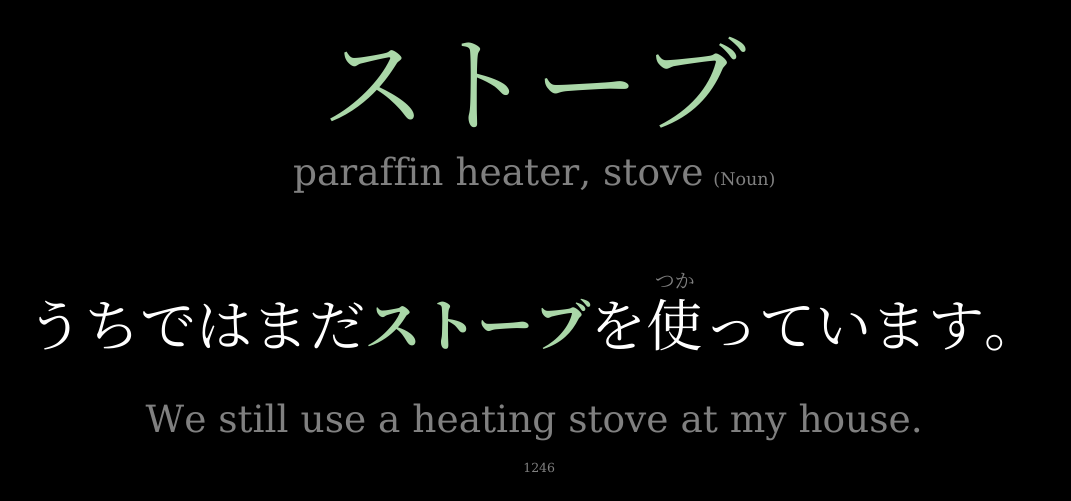 ストーブ
paraffin heater, stove (Noun)
つか
うちではまだストーブを使っています。
We still use a heating stove at my house.
1246